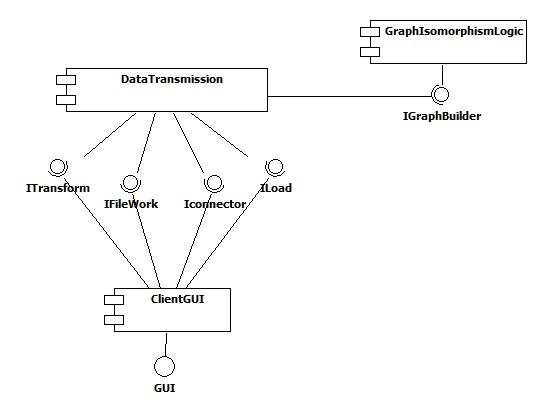 GraphIsomorphismLogic
DataTransmission
IGraphBuilder
ITransform
IFileWork
Iconnector
ILoad
ClientGUI
GUI